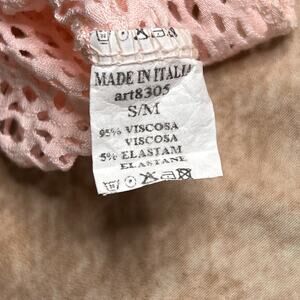 MADE IN ITALIA
art8305
S/M
95% VISCOSA
VISCOSA
5% ELASTAM
ELASTANE